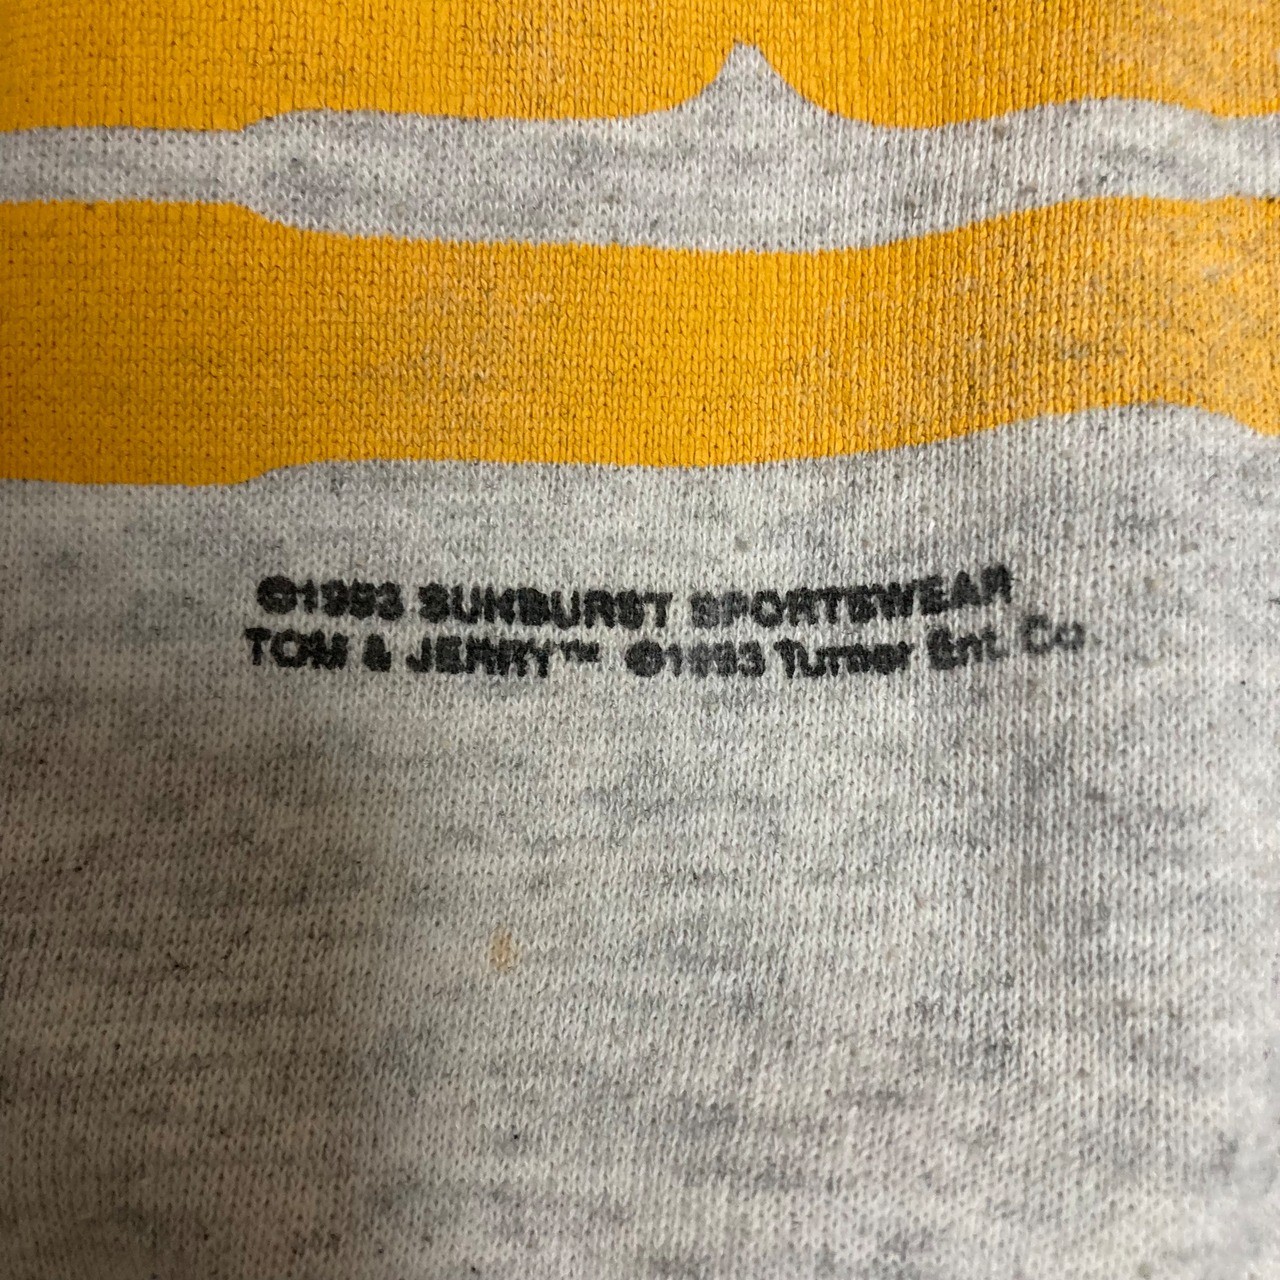 ©1993 SUNBURST SPORTSWEAR
TOM & JERRY™ ©1993 Turner Ent. Co.